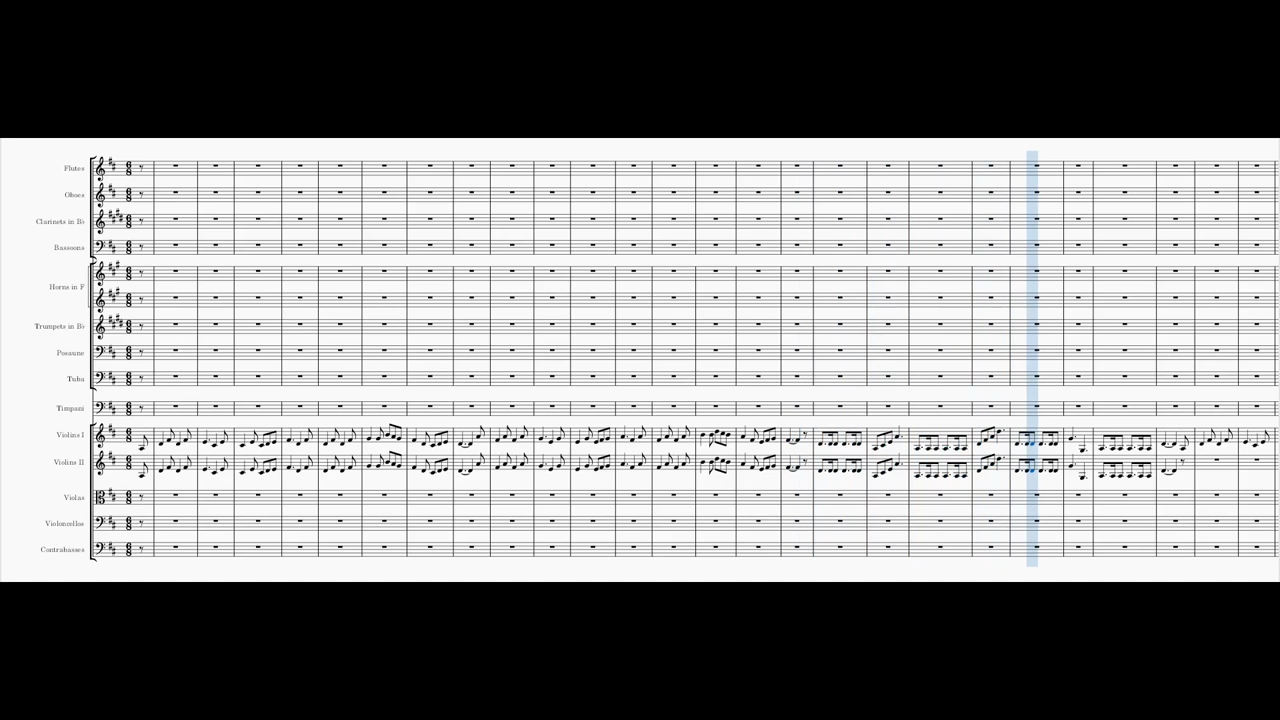 Flutes
Oboes
Clarinets in B♭
Bassoons
Horns in F
Trumpets in B♭
Posaune
Tuba
Timpani
Violins I
Violins II
Violas
Violoncellos
Contrabasses